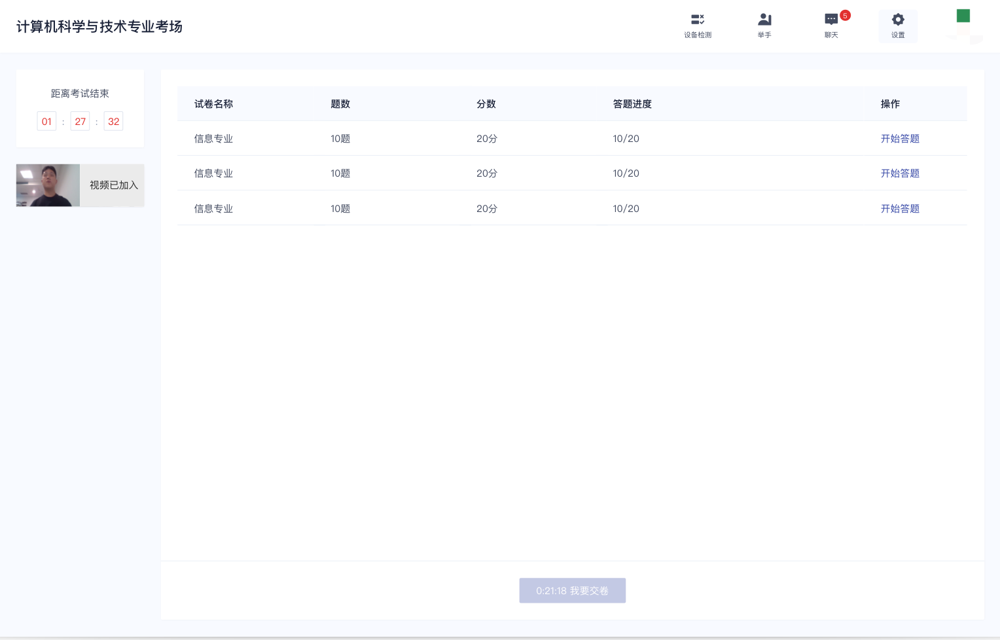 计算机科学与技术专业考场
设备检测
举手
聊天
5
设置
距离考试结束
01 : 27 : 32
视频已加入
试卷名称 题数 分数 答题进度 操作
信息专业 10题 20分 10/20 开始答题
信息专业 10题 20分 10/20 开始答题
信息专业 10题 20分 10/20 开始答题
0:21:18 我要交卷